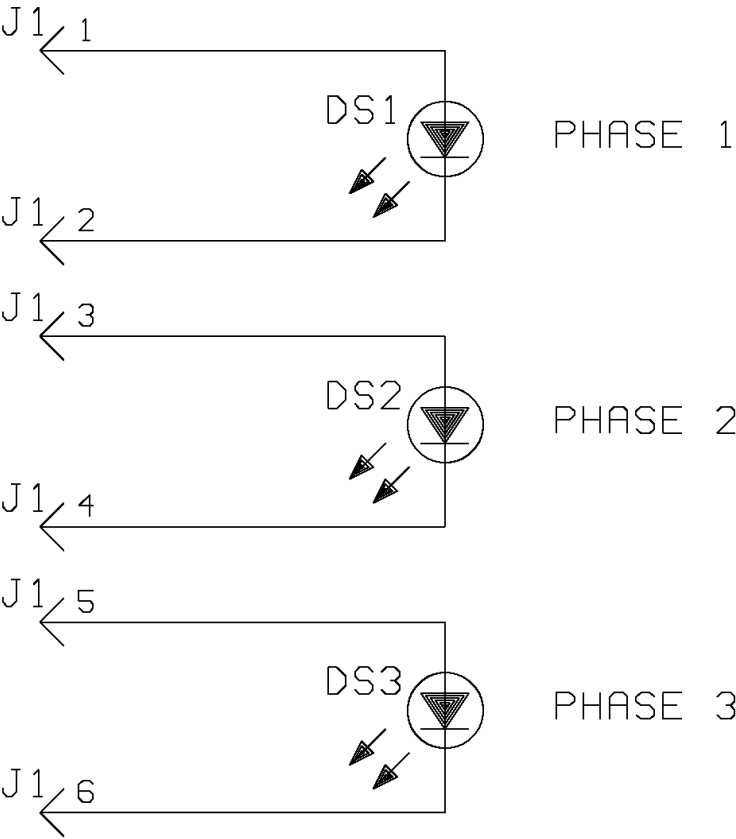 J1 1
DS1 PHASE 1
J1 2
J1 3
DS2 PHASE 2
J1 4
J1 5
DS3 PHASE 3
J1 6